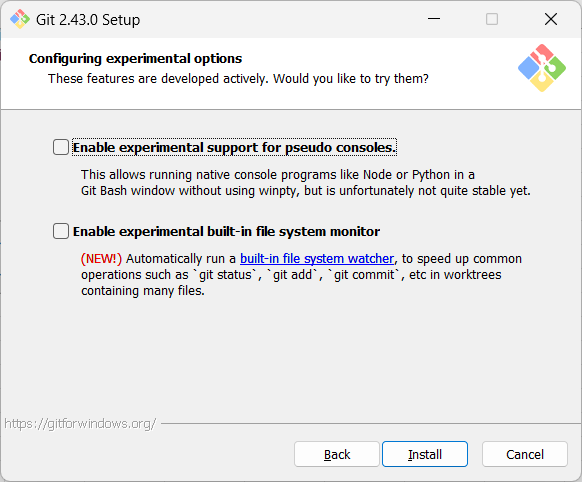 Git 2.43.0 Setup
Configuring experimental options
These features are developed actively. Would you like to try them?
Enable experimental support for pseudo consoles.
This allows running native console programs like Node or Python in a
Git Bash window without using winpty, but is unfortunately not quite stable yet.
Enable experimental built-in file system monitor
(NEW!) Automatically run a built-in file system watcher, to speed up common
operations such as `git status`, `git add`, `git commit`, etc in worktrees
containing many files.
https://gitforwindows.org/
Back Install Cancel